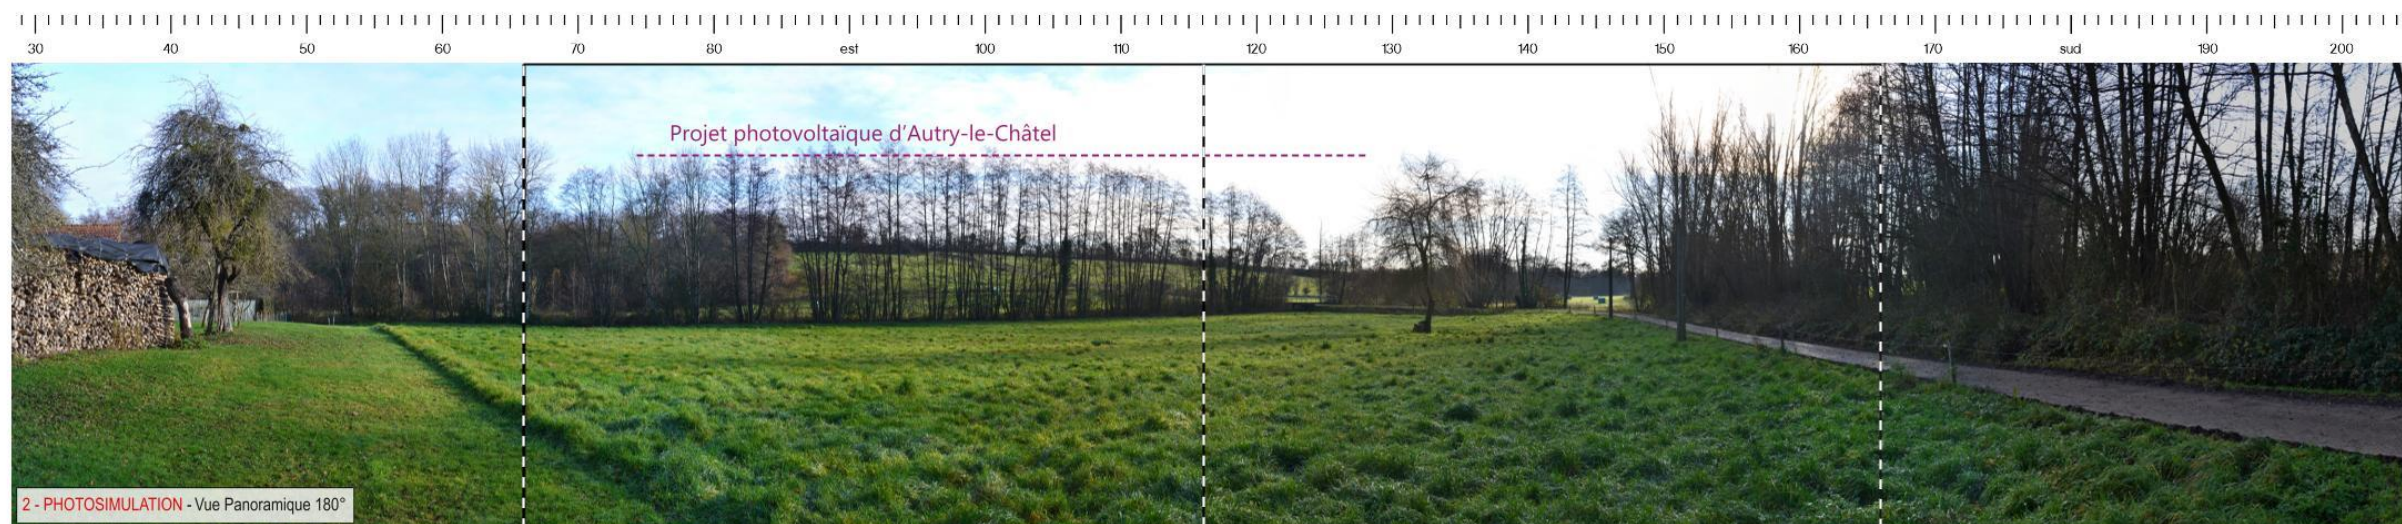 30 40 50 60 70 80 est 100 110 120 130 140 150 160 170 sud 190 200
Projet photovoltaïque d'Autry-le-Châtel
2 - PHOTOSIMULATION - Vue Panoramique 180°